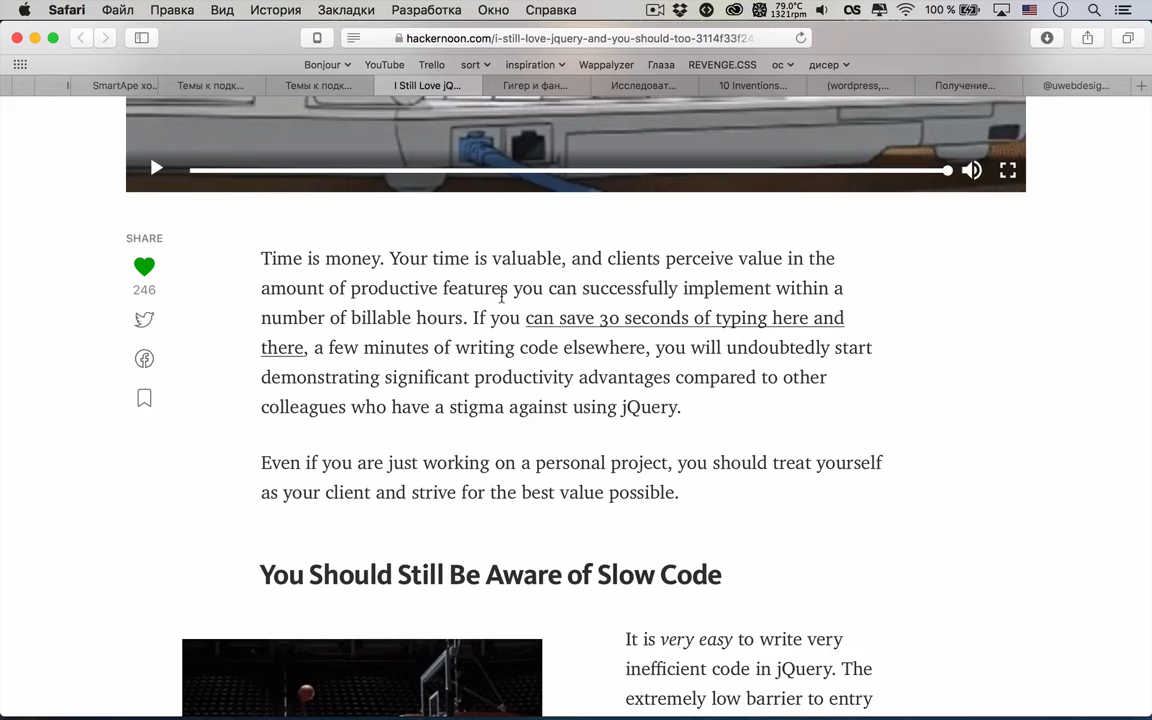 Safari Файл Правка Вид История Закладки Разработка Окно Справка 79.0°C 1321rpm 100 %
hackernoon.com/i-still-love-jquery-and-you-should-too-3114f33f24
Bonjour YouTube Trello sort inspiration Wappalyzer Глаза REVENGE.CSS ос дисер
SmartApe хо... Темы к подк... Темы к подк... I Still Love jQ... Гигер и фан... Исследоват... 10 Inventions... (wordpress,... Получение... @uwebdesig...
SHARE
246
Time is money. Your time is valuable, and clients perceive value in the
amount of productive features you can successfully implement within a
number of billable hours. If you can save 30 seconds of typing here and
there, a few minutes of writing code elsewhere, you will undoubtedly start
demonstrating significant productivity advantages compared to other
colleagues who have a stigma against using jQuery.
Even if you are just working on a personal project, you should treat yourself
as your client and strive for the best value possible.
You Should Still Be Aware of Slow Code
It is very easy to write very
inefficient code in jQuery. The
extremely low barrier to entry